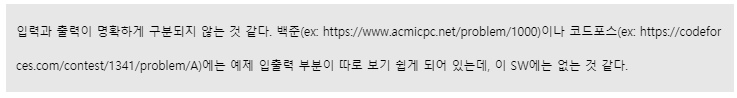 입력과 출력이 명확하게 구분되지 않는 것 같다. 백준(ex: https://www.acmicpc.net/problem/1000)이나 코드포스(ex: https://codefor
ces.com/contest/1341/problem/A)에는 예제 입출력 부분이 따로 보기 쉽게 되어 있는데, 이 SW에는 없는 것 같다.